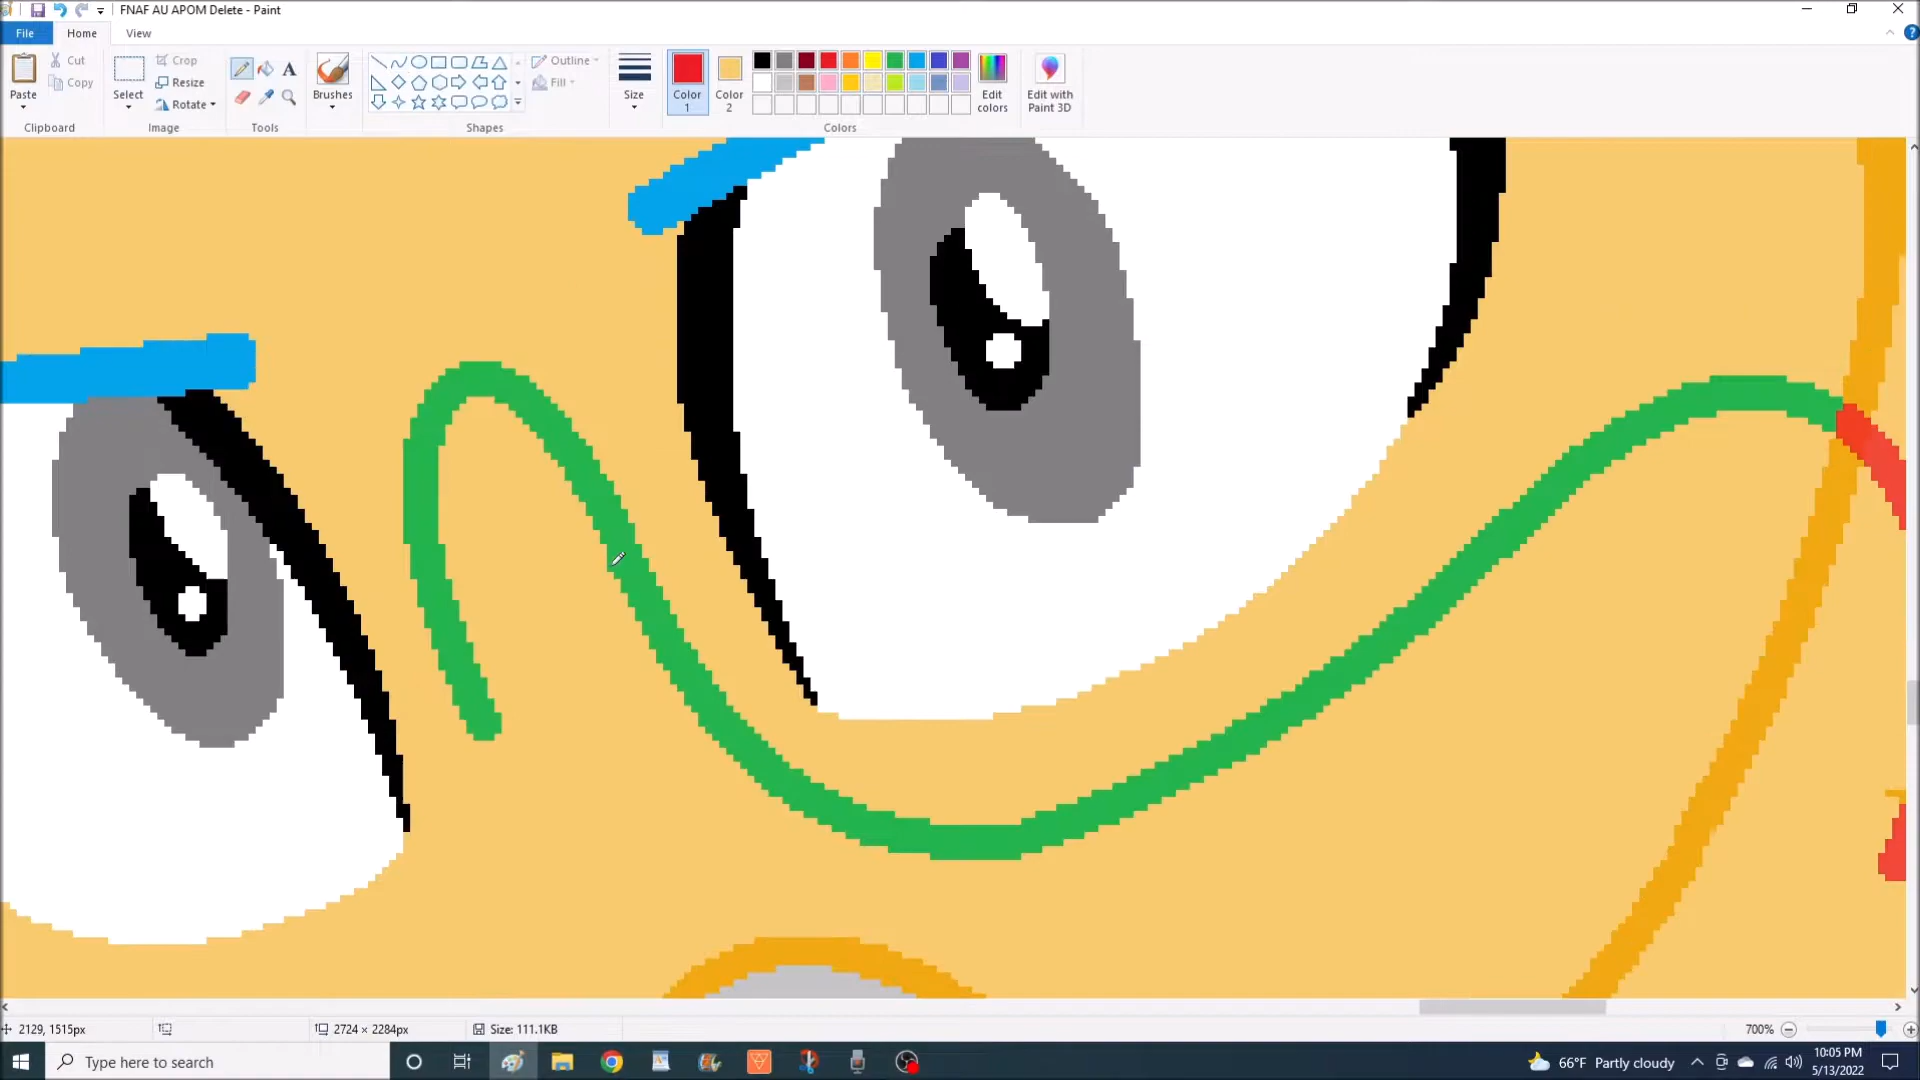 FNAF AU APOM Delete - Paint
File Home View
Paste
Cut
Copy
Clipboard
Select
Crop
Resize
Rotate
Image
A
Tools
Brushes
Outline
Fill
Shapes
Size
Color 1
Color 2
Edit colors
Edit with Paint 3D
Colors
2129, 1515px
2724 × 2284px
Size: 111.1KB
700%
Type here to search
66°F Partly cloudy
10:05 PM
5/13/2022